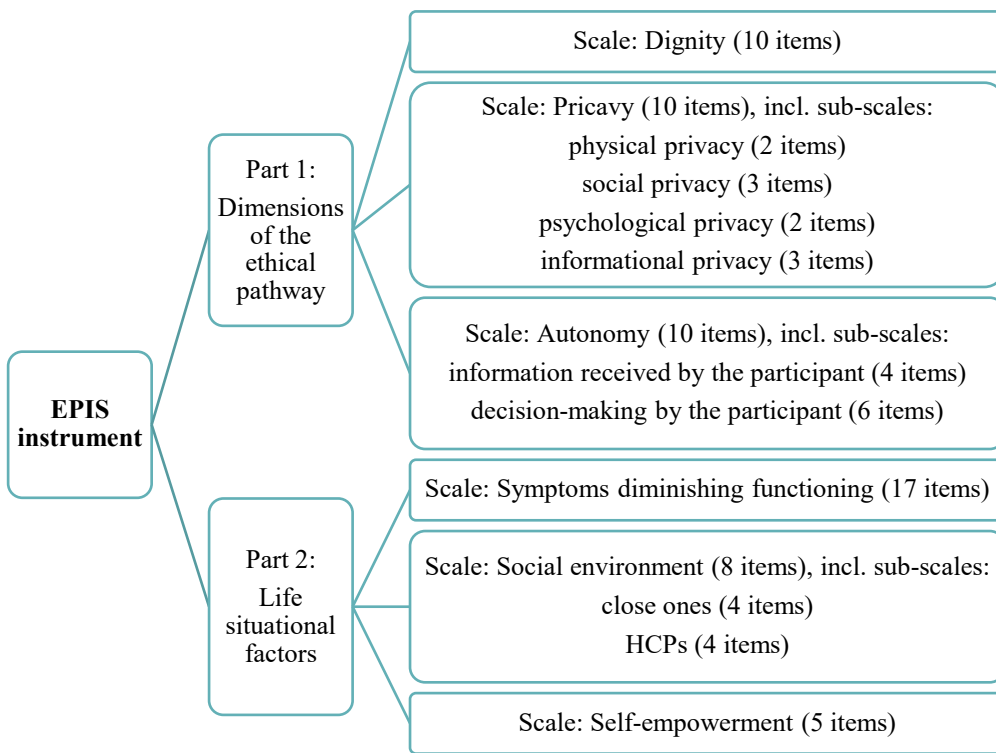 EPIS
instrument
Part 1:
Dimensions
of the
ethical
pathway
Scale: Dignity (10 items)
Scale: Pricavy (10 items), incl. sub-scales:
physical privacy (2 items)
social privacy (3 items)
psychological privacy (2 items)
informational privacy (3 items)
Scale: Autonomy (10 items), incl. sub-scales:
information received by the participant (4 items)
decision-making by the participant (6 items)
Part 2:
Life
situational
factors
Scale: Symptoms diminishing functioning (17 items)
Scale: Social environment (8 items), incl. sub-scales:
close ones (4 items)
HCPs (4 items)
Scale: Self-empowerment (5 items)